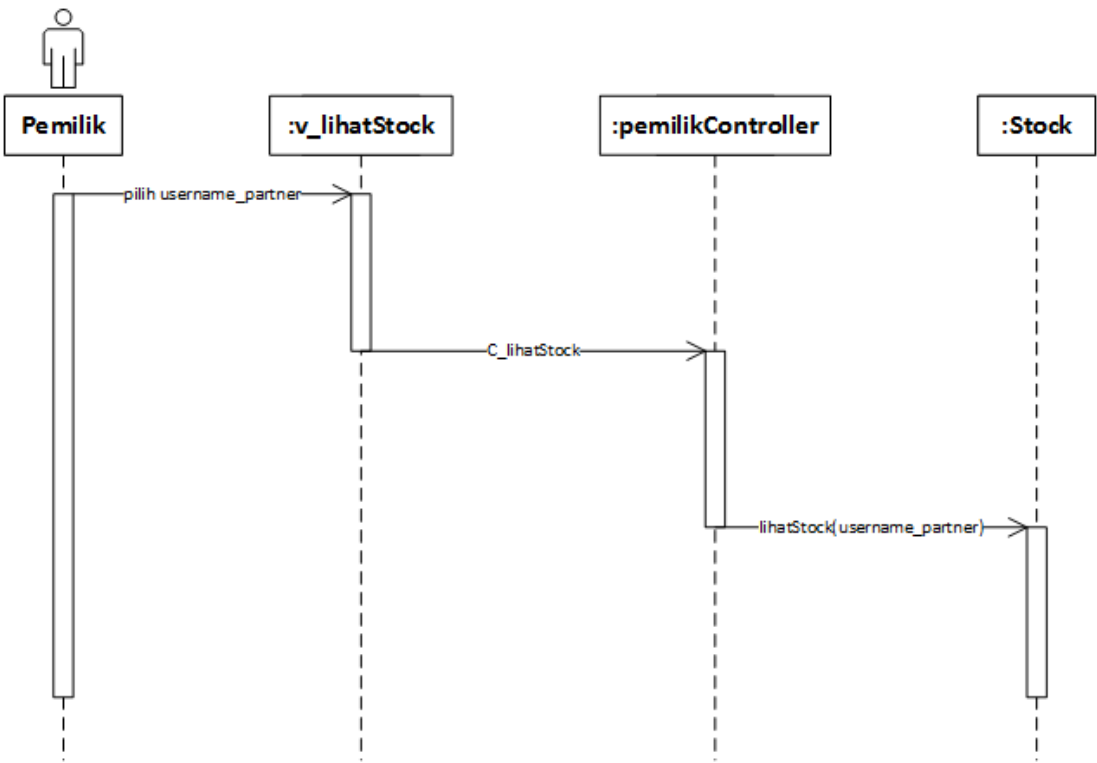 Pemilik
:v_lihatStock
:pemilikController
:Stock
pilih username_partner
C_lihatStock
lihatStock(username_partner)